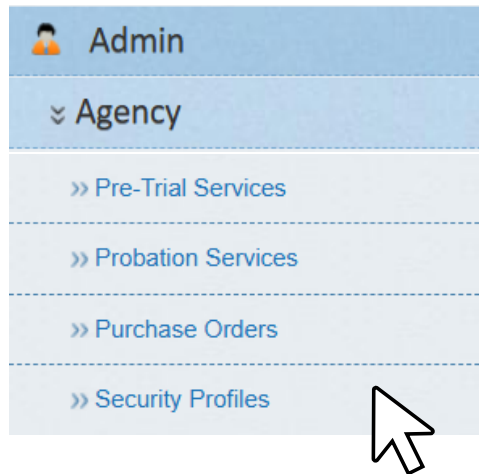 Admin
Agency
Pre-Trial Services
Probation Services
Purchase Orders
Security Profiles